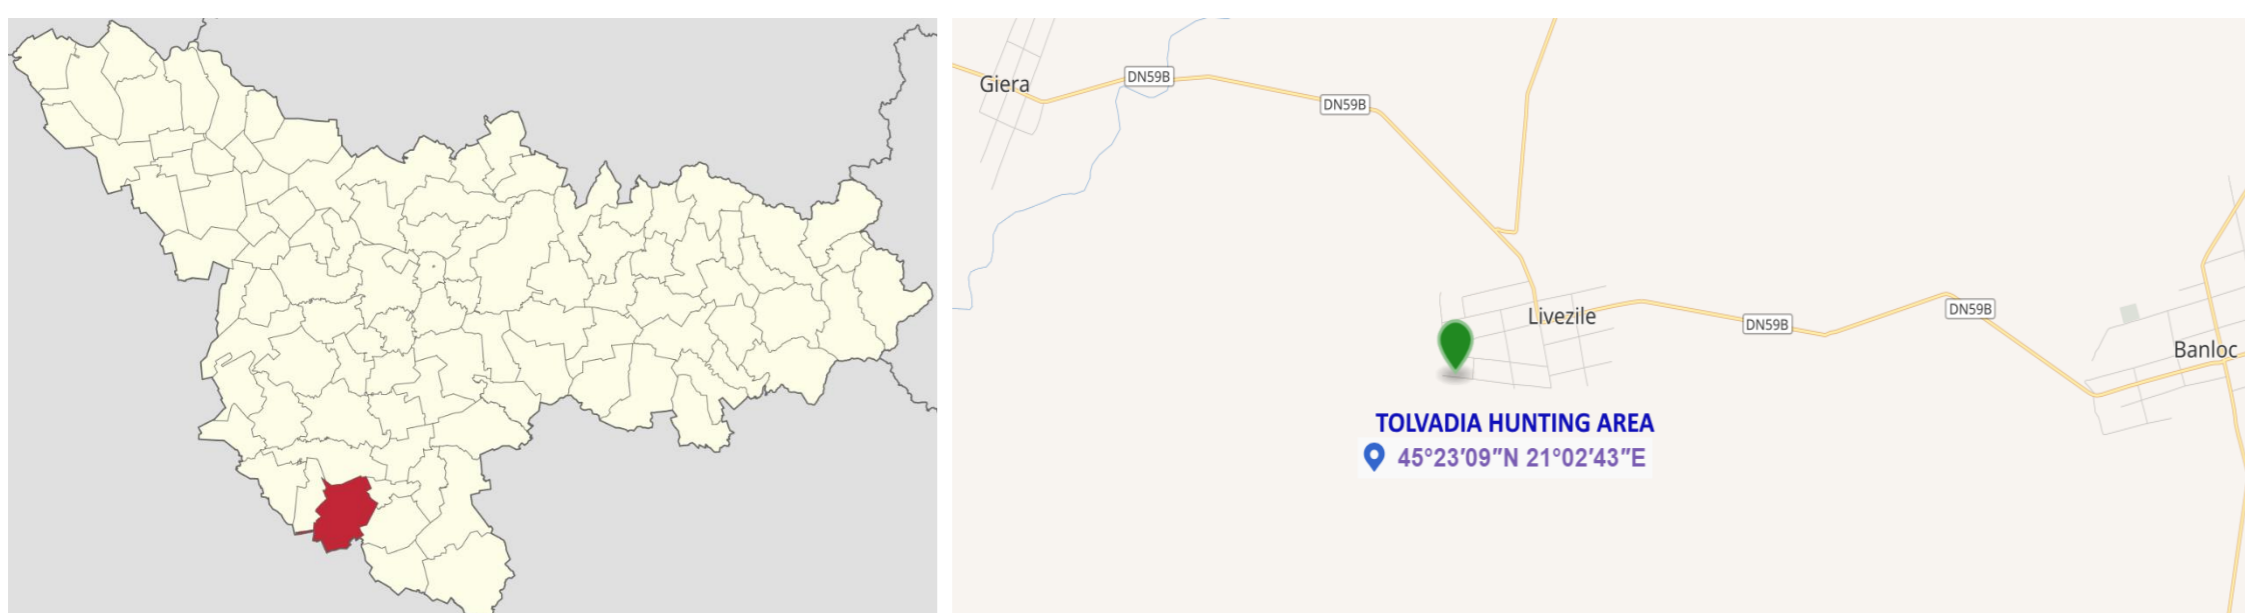 Giera
DN59B
DN59B
Livezile
DN59B
DN59B
Banloc
TOLVADIA HUNTING AREA
45°23′09″N 21°02′43″E